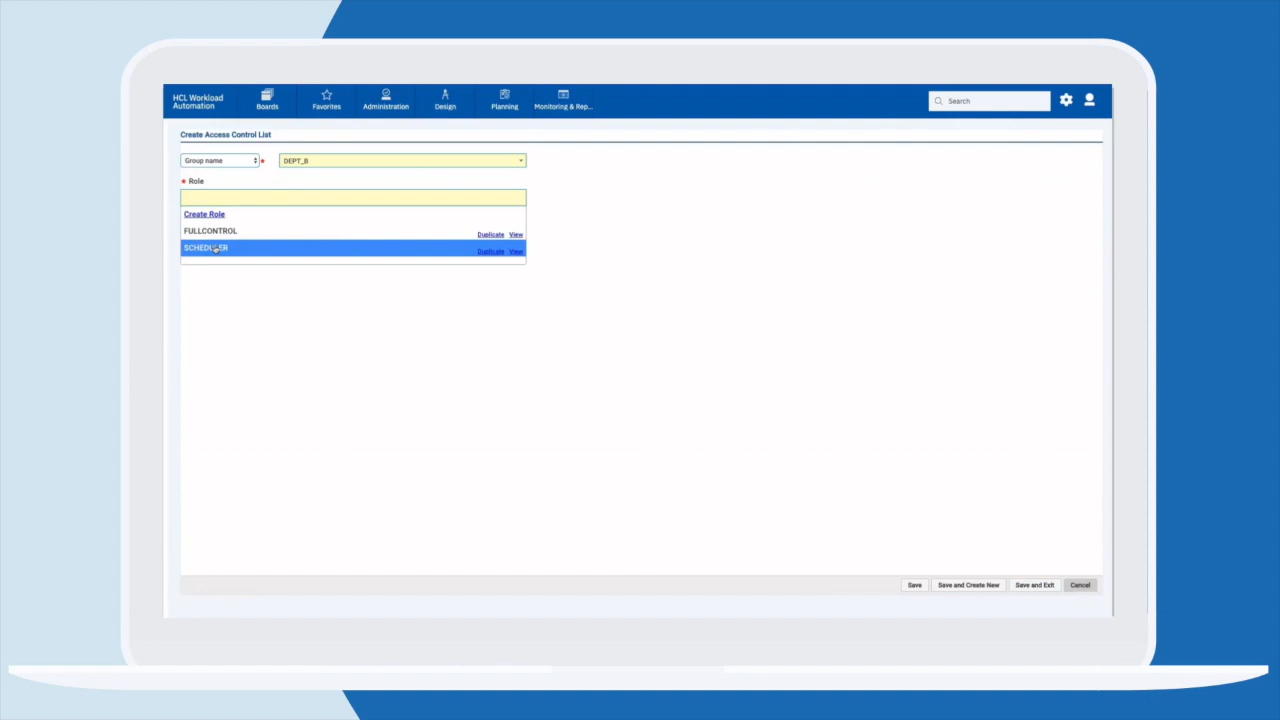 HCL Workload
Automation
Boards
Favorites
Administration
Design
Planning
Monitoring & Rep...
Search
Create Access Control List
Group name
* DEPT_B
* Role
Create Role
FULLCONTROL
Duplicate View
SCHEDULER
Duplicate View
Save
Save and Create New
Save and Exit
Cancel